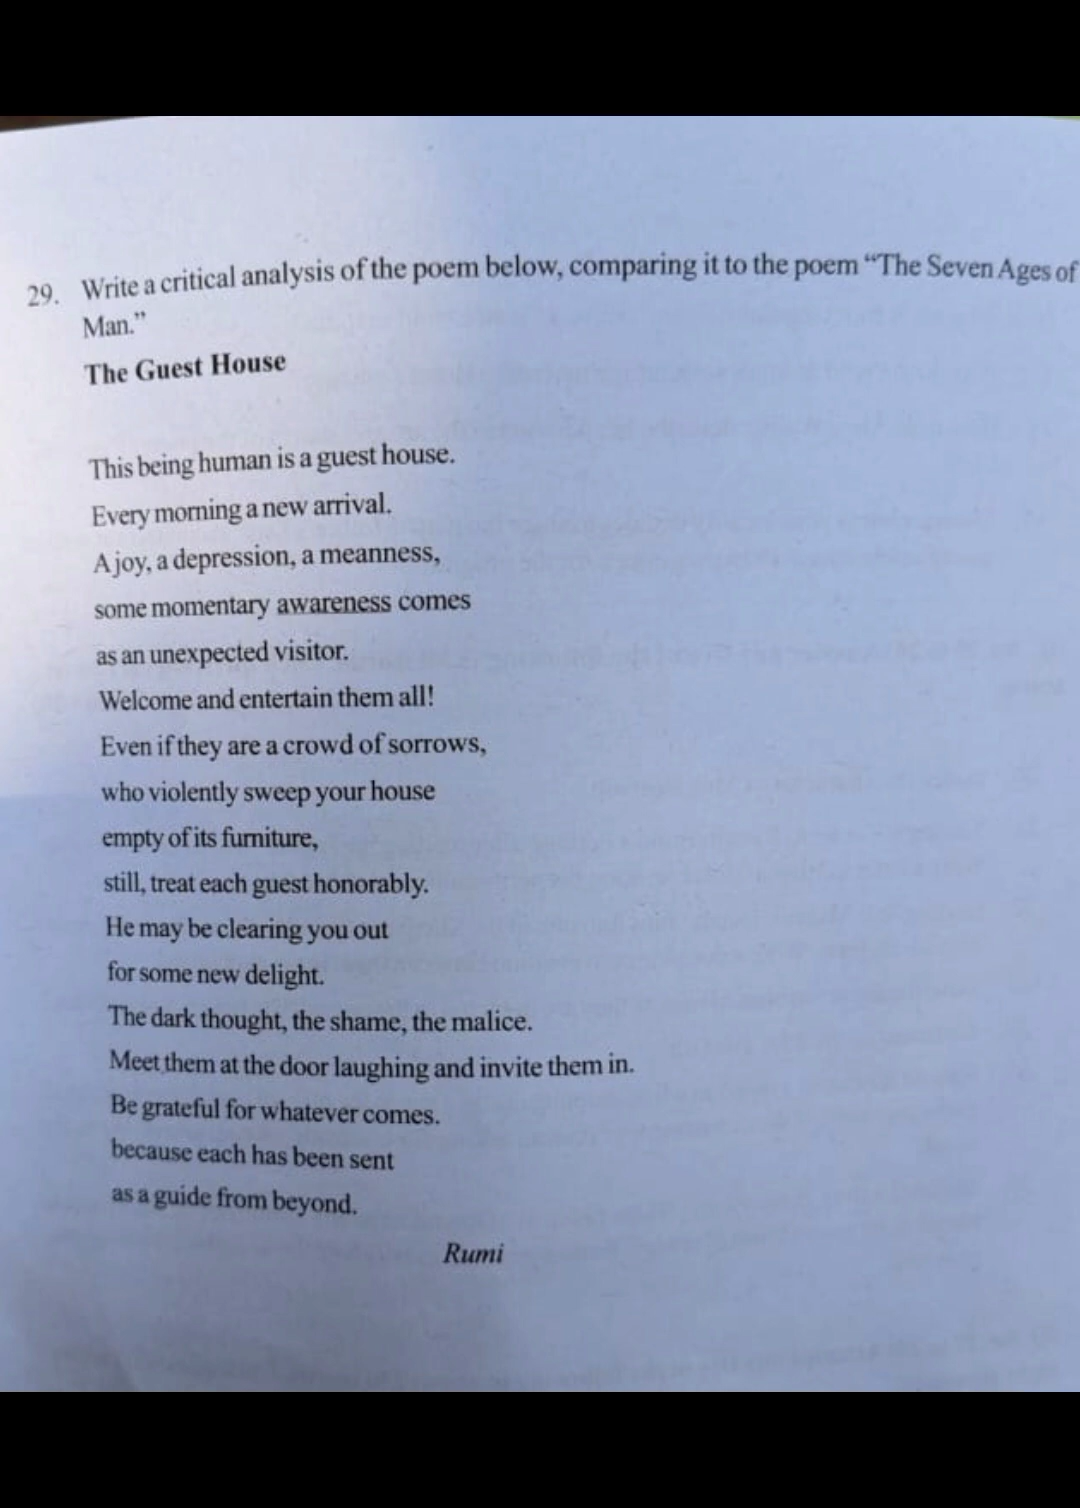 29. Write a critical analysis of the poem below, comparing it to the poem “The Seven Ages of
Man.”
The Guest House
This being human is a guest house.
Every morning a new arrival.
A joy, a depression, a meanness,
some momentary awareness comes
as an unexpected visitor.
Welcome and entertain them all!
Even if they are a crowd of sorrows,
who violently sweep your house
empty of its furniture,
still, treat each guest honorably.
He may be clearing you out
for some new delight.
The dark thought, the shame, the malice.
Meet them at the door laughing and invite them in.
Be grateful for whatever comes.
because each has been sent
as a guide from beyond.
Rumi